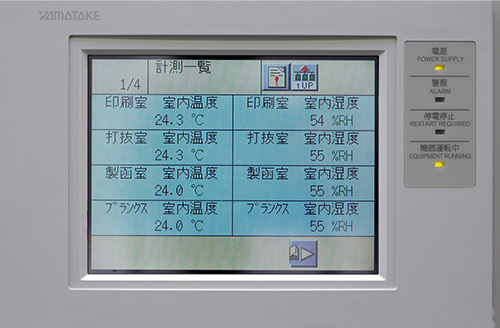 YAMATAKE
1/4
計測一覧
1UP
印刷室 室内温度
24.3 ℃
印刷室 室内湿度
54 %RH
打抜室 室内温度
24.3 ℃
打抜室 室内湿度
55 %RH
製函室 室内温度
24.0 ℃
製函室 室内湿度
55 %RH
ブランクス 室内温度
24.0 ℃
ブランクス 室内湿度
55 %RH
電源
POWER SUPPLY
警報
ALARM
停電停止
RESTART REQUIRED
機器運転中
EQUIPMENT RUNNING